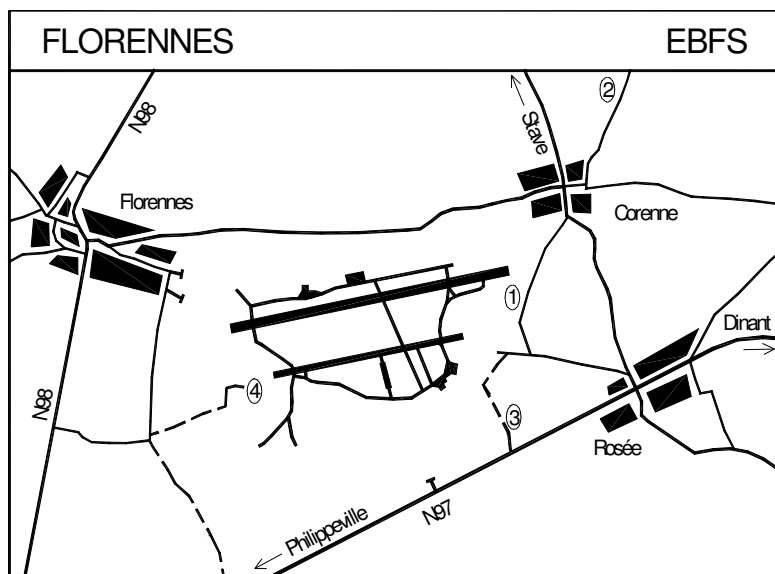 FLORENNES EBFS
N98
Stave
2
Florennes
Corenne
1
Dinant
N98
4
3
Rosée
Philippeville
N97